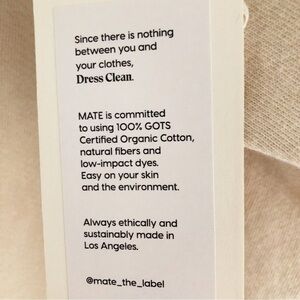 Since there is nothing
between you and
your clothes,
Dress Clean.
MATE is committed
to using 100% GOTS
Certified Organic Cotton,
natural fibers and
low-impact dyes.
Easy on your skin
and the environment.
Always ethically and
sustainably made in
Los Angeles.
@mate_the_label